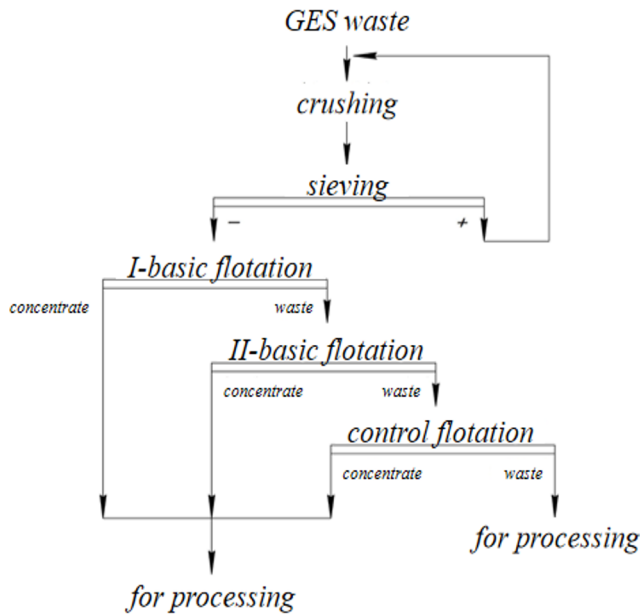 GES waste
crushing
sieving
– +
I-basic flotation
concentrate waste
II-basic flotation
concentrate waste
control flotation
concentrate waste
for processing
for processing